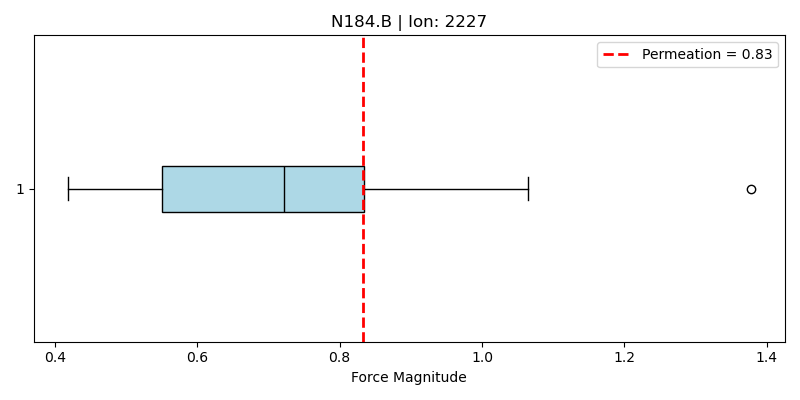 N184.B | Ion: 2227
Permeation = 0.83
1
0.4 0.6 0.8 1.0 1.2 1.4
Force Magnitude